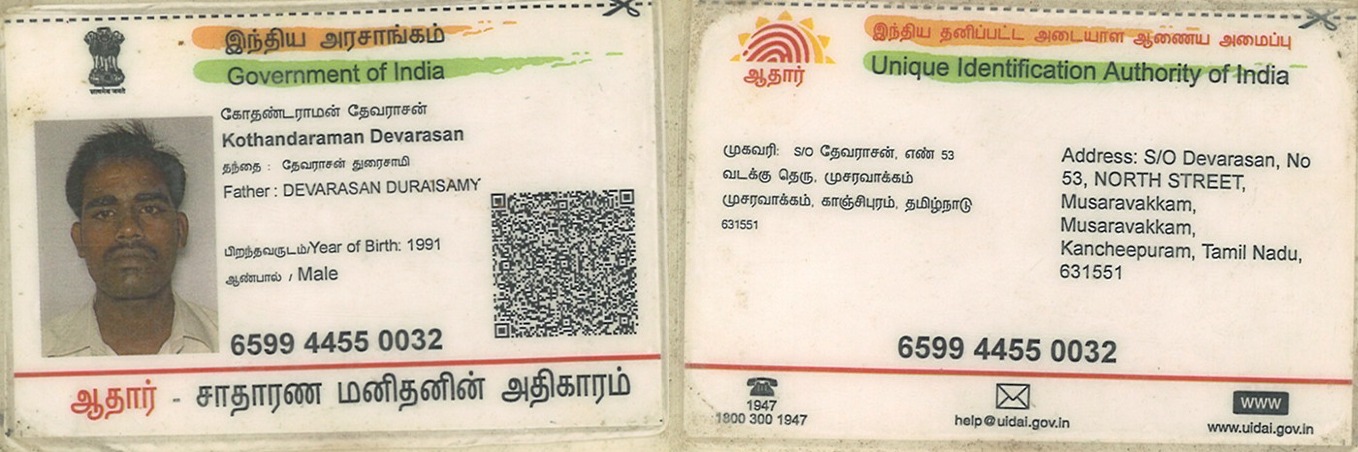 இந்திய அரசாங்கம்
Government of India
கோதண்டராமன் தேவராசன்
Kothandaraman Devarasan
தந்தை : தேவராசன் துரைசாமி
Father : DEVARASAN DURAISAMY
பிறந்தவருடம்/Year of Birth: 1991
ஆண்பால் / Male
6599 4455 0032
ஆதார் - சாதாரண மனிதனின் அதிகாரம்
ஆதார்
இந்திய தனிப்பட்ட அடையாள ஆணைய அமைப்பு
Unique Identification Authority of India
முகவரி: S/O தேவராசன், எண் 53
வடக்கு தெரு, முசரவாக்கம்
முசரவாக்கம், காஞ்சிபுரம், தமிழ்நாடு
631551
Address: S/O Devarasan, No
53, NORTH STREET,
Musaravakkam,
Musaravakkam,
Kancheepuram, Tamil Nadu,
631551
6599 4455 0032
1947
1800 300 1947
help@uidai.gov.in
www
www.uidai.gov.in